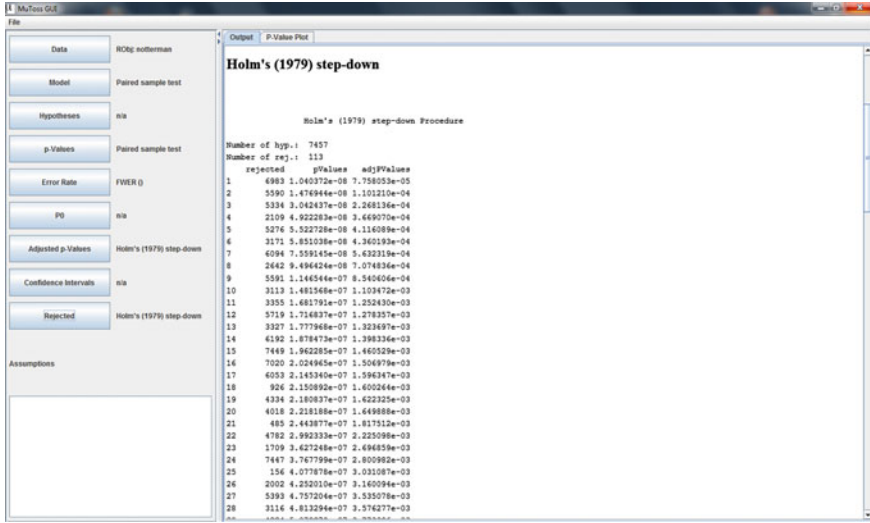 MuToss GUI
File
Data RObj: notterman
Model Paired sample test
Hypotheses n/a
p-Values Paired sample test
Error Rate FWER ()
P0 n/a
Adjusted p-Values Holm's (1979) step-down
Confidence Intervals n/a
Rejected Holm's (1979) step-down
Assumptions
Output P-Value Plot
Holm's (1979) step-down
Holm's (1979) step-down Procedure
Number of hyp.: 7457
Number of rej.: 113
rejected pValues adjPValues
1 6983 1.040372e-08 7.758053e-05
2 5590 1.476944e-08 1.101210e-04
3 5334 3.042437e-08 2.268136e-04
4 2109 4.922283e-08 3.669070e-04
5 5276 5.522728e-08 4.116089e-04
6 3171 5.851038e-08 4.360193e-04
7 6094 7.559145e-08 5.632319e-04
8 2642 9.496424e-08 7.074836e-04
9 5591 1.146544e-07 8.540606e-04
10 3113 1.481568e-07 1.103472e-03
11 3355 1.681791e-07 1.252430e-03
12 5719 1.716837e-07 1.278357e-03
13 3327 1.777968e-07 1.323697e-03
14 6192 1.878473e-07 1.398336e-03
15 7449 1.962285e-07 1.460529e-03
16 7020 2.024965e-07 1.506979e-03
17 6053 2.145340e-07 1.596347e-03
18 926 2.150892e-07 1.600264e-03
19 4334 2.180837e-07 1.622325e-03
20 4018 2.218188e-07 1.649888e-03
21 485 2.443877e-07 1.817512e-03
22 4782 2.992333e-07 2.225098e-03
23 1709 3.627248e-07 2.696859e-03
24 7447 3.767799e-07 2.800982e-03
25 156 4.077878e-07 3.031087e-03
26 2002 4.252010e-07 3.160094e-03
27 5393 4.757204e-07 3.535078e-03
28 3116 4.813294e-07 3.576277e-03